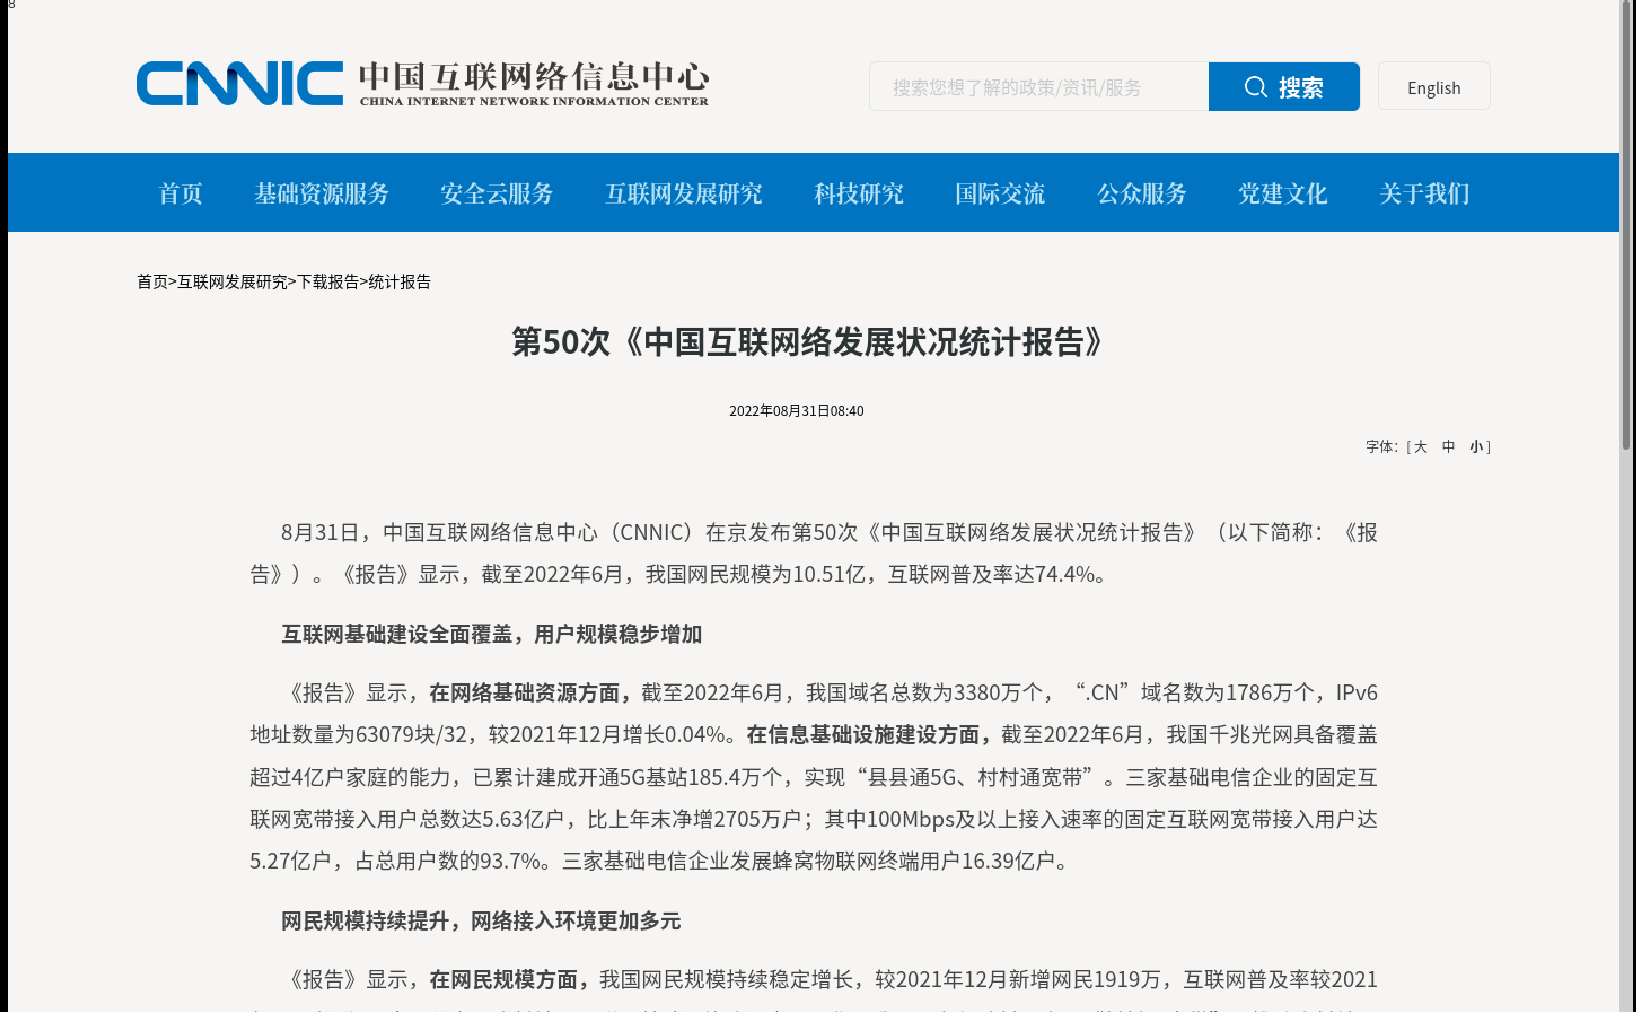 8
CNNIC 中国互联网络信息中心
CHINA INTERNET NETWORK INFORMATION CENTER
搜索您想了解的政策/资讯/服务
搜索
English
首页 基础资源服务 安全云服务 互联网发展研究 科技研究 国际交流 公众服务 党建文化 关于我们
首页>互联网发展研究>下载报告>统计报告
第50次《中国互联网络发展状况统计报告》
2022年08月31日08:40
字体：[ 大 中 小 ]
8月31日，中国互联网络信息中心（CNNIC）在京发布第50次《中国互联网络发展状况统计报告》（以下简称：《报
告》）。《报告》显示，截至2022年6月，我国网民规模为10.51亿，互联网普及率达74.4%。
互联网基础建设全面覆盖，用户规模稳步增加
《报告》显示，在网络基础资源方面，截至2022年6月，我国域名总数为3380万个，“.CN”域名数为1786万个，IPv6
地址数量为63079块/32，较2021年12月增长0.04%。在信息基础设施建设方面，截至2022年6月，我国千兆光网具备覆盖
超过4亿户家庭的能力，已累计建成开通5G基站185.4万个，实现“县县通5G、村村通宽带”。三家基础电信企业的固定互
联网宽带接入用户总数达5.63亿户，比上年末净增2705万户；其中100Mbps及以上接入速率的固定互联网宽带接入用户达
5.27亿户，占总用户数的93.7%。三家基础电信企业发展蜂窝物联网终端用户16.39亿户。
网民规模持续提升，网络接入环境更加多元
《报告》显示，在网民规模方面，我国网民规模持续稳定增长，较2021年12月新增网民1919万，互联网普及率较2021